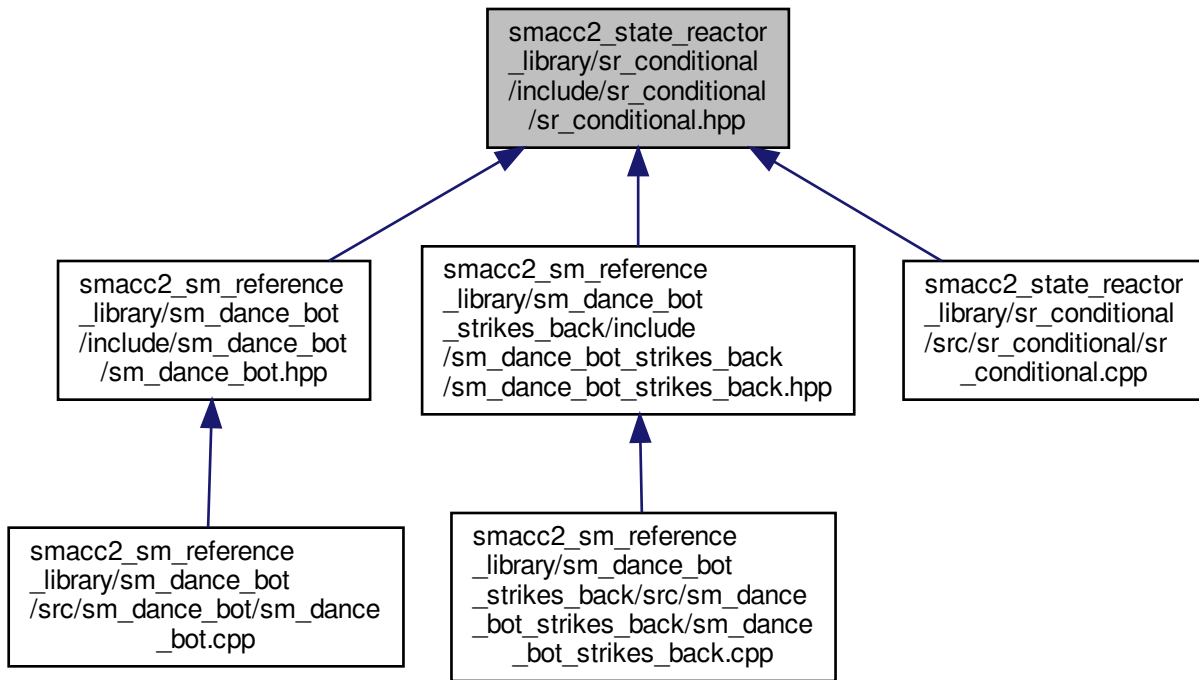 smacc2_state_reactor
_library/sr_conditional
/include/sr_conditional
/sr_conditional.hpp
smacc2_sm_reference
_library/sm_dance_bot
/include/sm_dance_bot
/sm_dance_bot.hpp
smacc2_sm_reference
_library/sm_dance_bot
_strikes_back/include
/sm_dance_bot_strikes_back
/sm_dance_bot_strikes_back.hpp
smacc2_state_reactor
_library/sr_conditional
/src/sr_conditional/sr
_conditional.cpp
smacc2_sm_reference
_library/sm_dance_bot
/src/sm_dance_bot/sm_dance
_bot.cpp
smacc2_sm_reference
_library/sm_dance_bot
_strikes_back/src/sm_dance
_bot_strikes_back/sm_dance
_bot_strikes_back.cpp